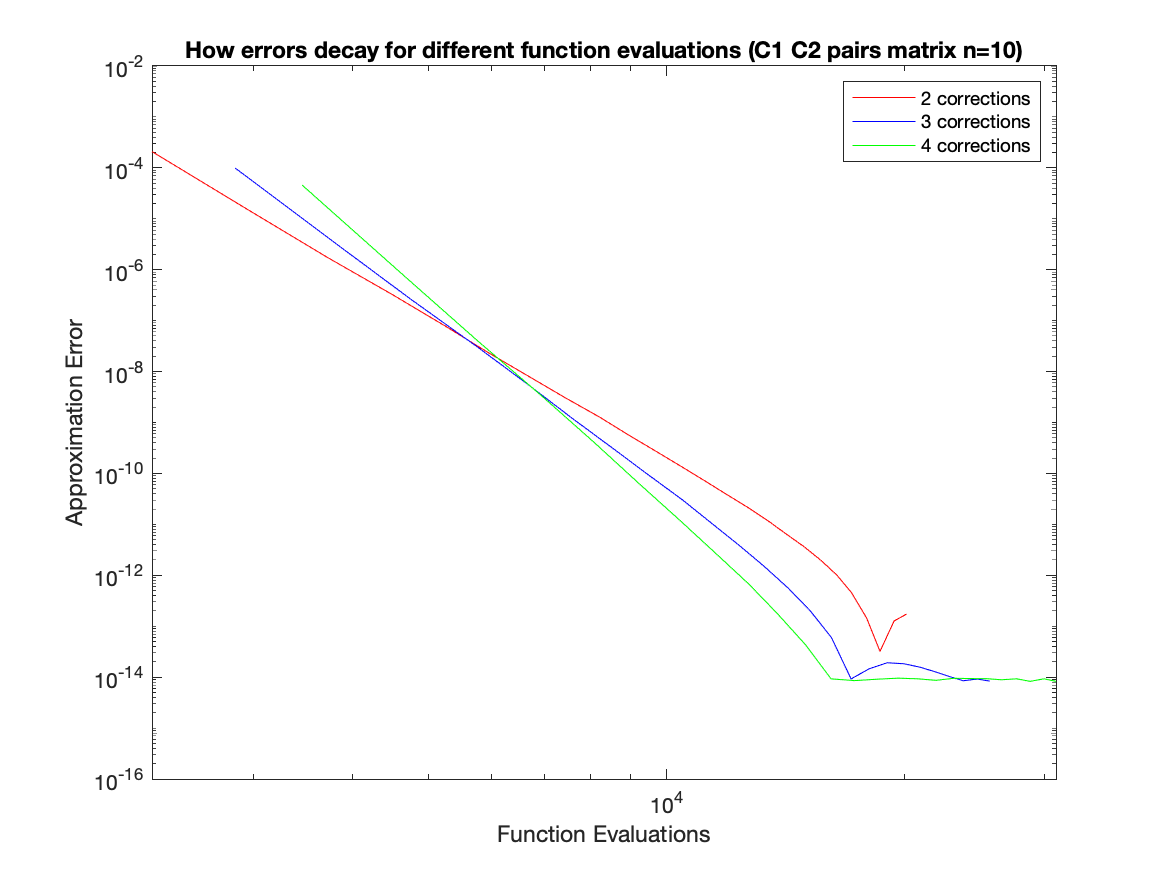 How errors decay for different function evaluations (C1 C2 pairs matrix n=10)
2 corrections
3 corrections
4 corrections
10^-2
10^-4
10^-6
10^-8
10^-10
10^-12
10^-14
10^-16
Approximation Error
10^4
Function Evaluations